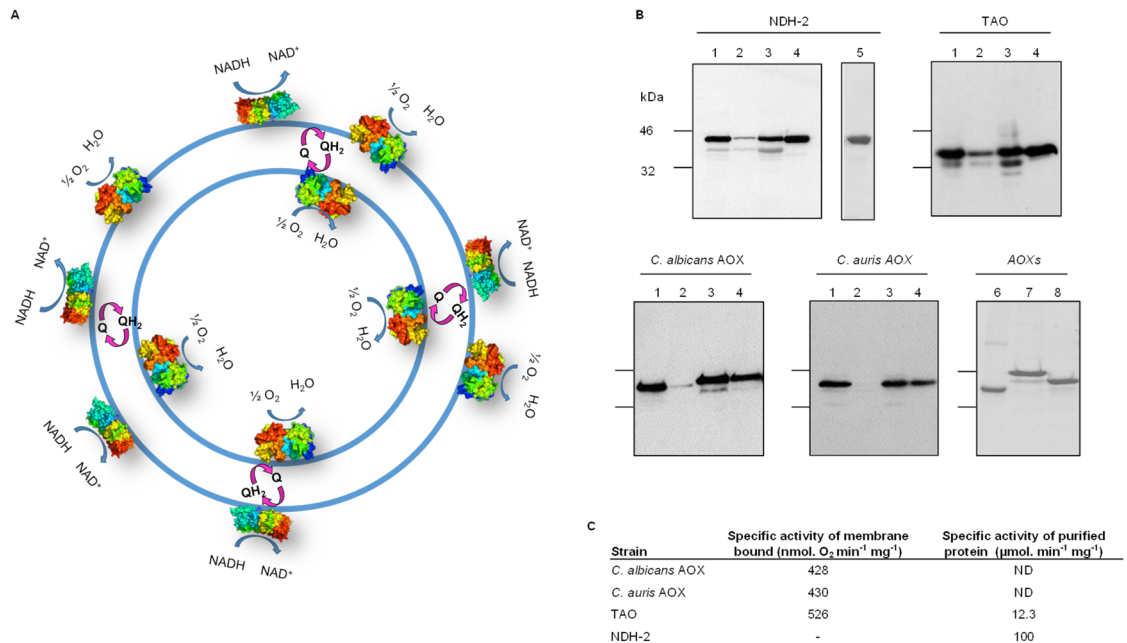 A
NADH NAD⁺
½ O₂ H₂O
½ O₂ H₂O
Q QH₂
½ O₂ H₂O
NAD⁺
NADH
NAD⁺
NADH
Q QH₂
½ O₂ H₂O
½ O₂
H₂O
Q
QH₂
½ O₂
H₂O
½ O₂ H₂O
Q
QH₂
NADH
NAD⁺
NADH NAD⁺
B
NDH-2 TAO
1 2 3 4 5 1 2 3 4
kDa
46
32
C. albicans AOX C. auris AOX AOXs
1 2 3 4 1 2 3 4 6 7 8
C
Specific activity of membrane Specific activity of purified
Strain bound (nmol. O₂ min⁻¹ mg⁻¹) protein (µmol. min⁻¹ mg⁻¹)
C. albicans AOX 428 ND
C. auris AOX 430 ND
TAO 526 12.3
NDH-2 - 100